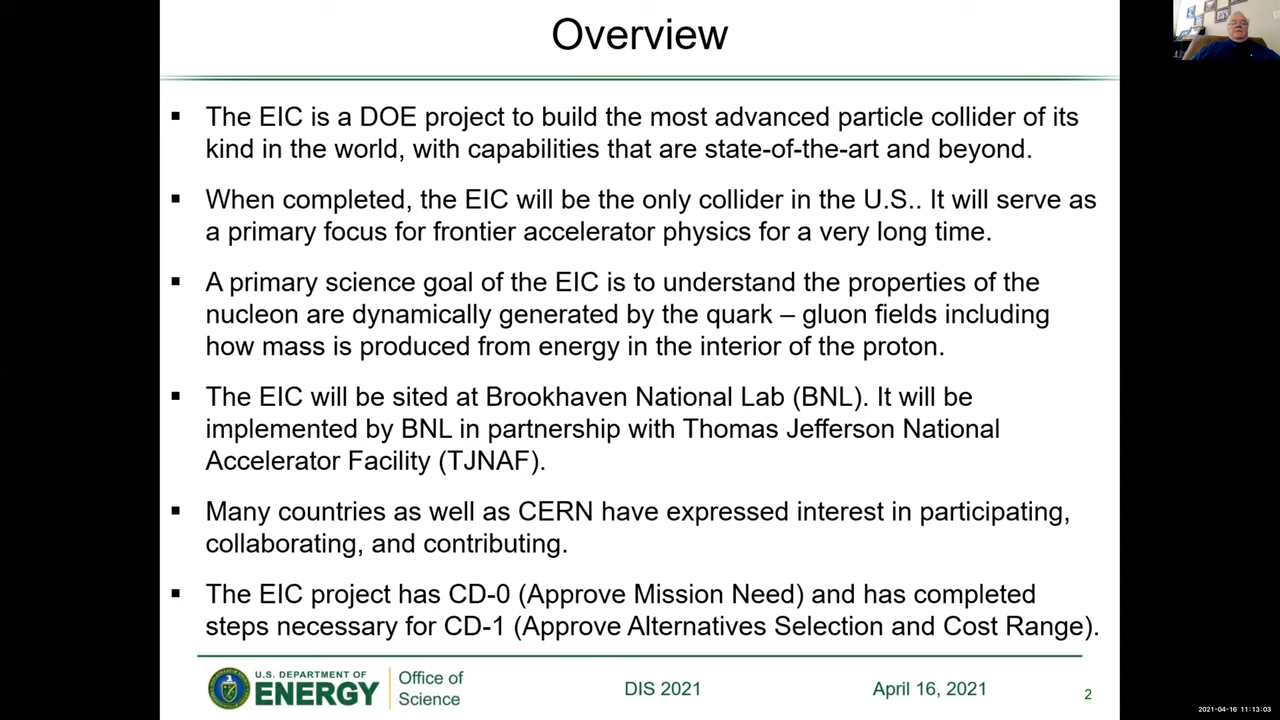 Overview
▪ The EIC is a DOE project to build the most advanced particle collider of its
kind in the world, with capabilities that are state-of-the-art and beyond.
▪ When completed, the EIC will be the only collider in the U.S.. It will serve as
a primary focus for frontier accelerator physics for a very long time.
▪ A primary science goal of the EIC is to understand the properties of the
nucleon are dynamically generated by the quark – gluon fields including
how mass is produced from energy in the interior of the proton.
▪ The EIC will be sited at Brookhaven National Lab (BNL). It will be
implemented by BNL in partnership with Thomas Jefferson National
Accelerator Facility (TJNAF).
▪ Many countries as well as CERN have expressed interest in participating,
collaborating, and contributing.
▪ The EIC project has CD-0 (Approve Mission Need) and has completed
steps necessary for CD-1 (Approve Alternatives Selection and Cost Range).
U.S. DEPARTMENT OF
ENERGY
Office of
Science
DIS 2021
April 16, 2021
2
2021-04-16 11:13:03